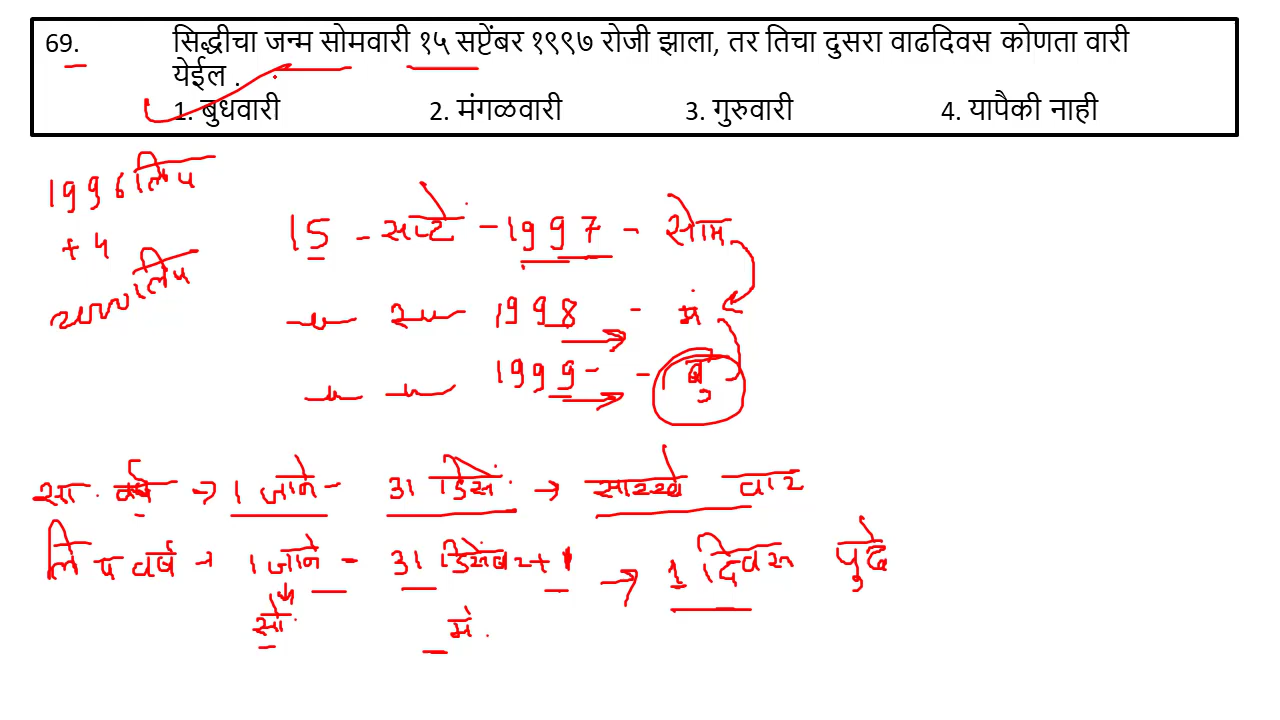 69. सिद्धीचा जन्म सोमवारी १५ सप्टेंबर १९९७ रोजी झाला, तर तिचा दुसरा वाढदिवस कोणता वारी
येईल .
1. बुधवारी 2. मंगळवारी 3. गुरुवारी 4. यापैकी नाही
1996 लिप
+ 4
लिप
15 - सप्टें - 1997 - सोम
1998 - मं
1999 - - बु
सा. वर्ष → 1 जाने - 31 डिसें. → सारखे वार
लिप वर्ष → 1 जाने - 31 डिसेंबर + 1 → 1 दिवस पुढे
सो. मं.